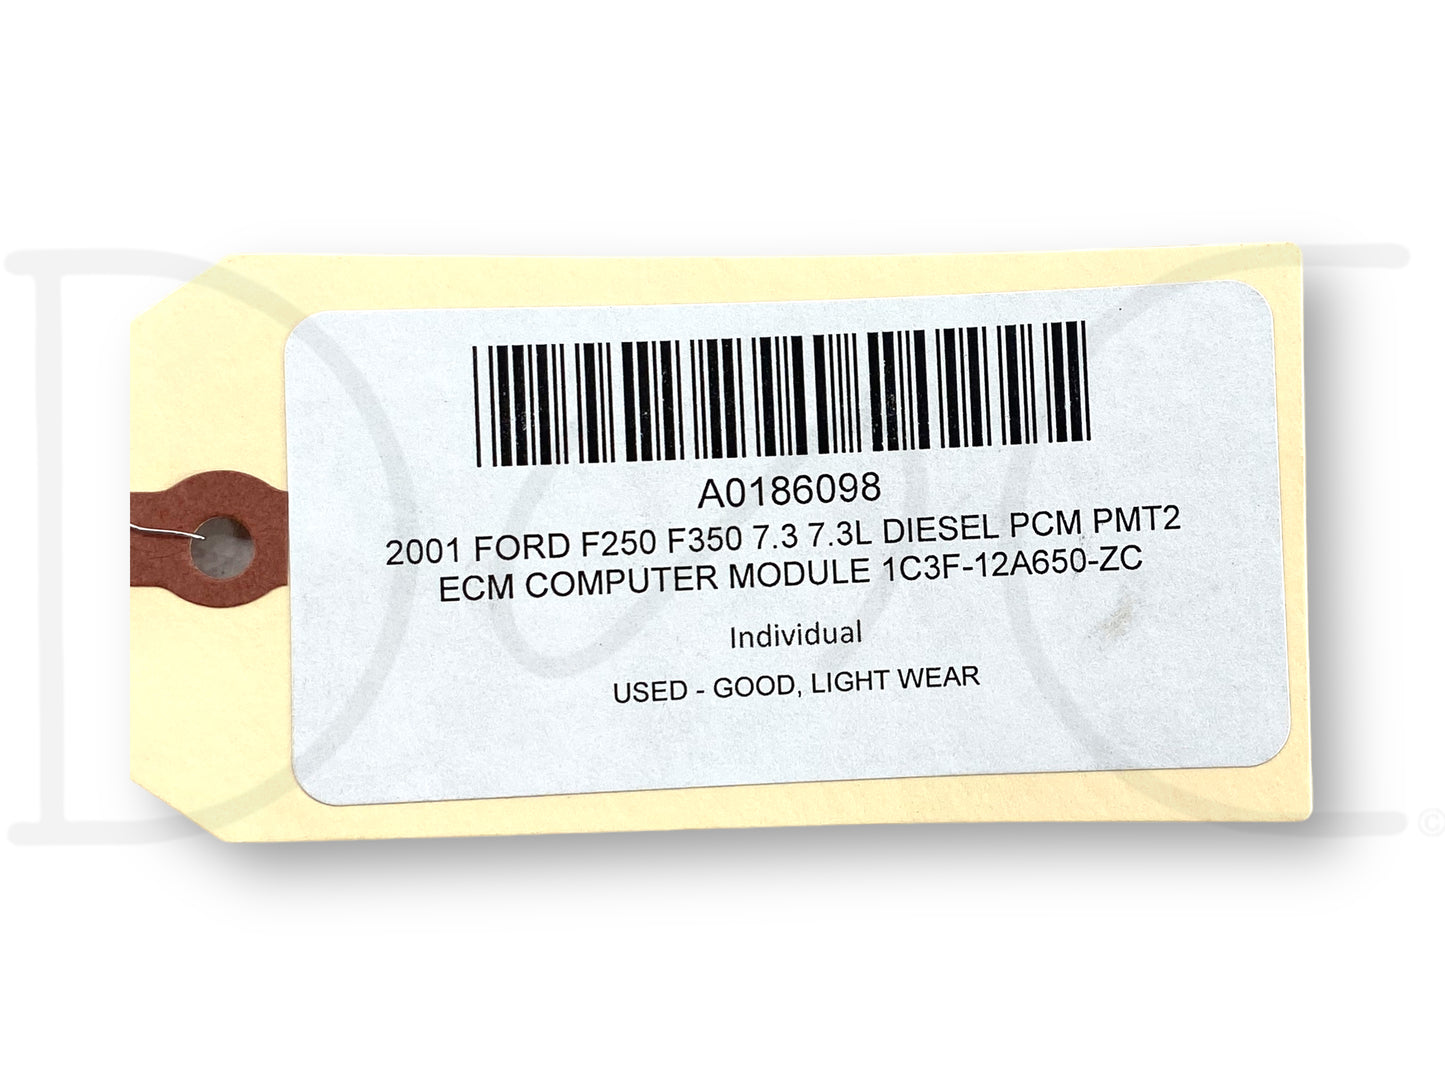 A0186098
2001 FORD F250 F350 7.3 7.3L DIESEL PCM PMT2
ECM COMPUTER MODULE 1C3F-12A650-ZC
Individual
USED - GOOD, LIGHT WEAR
©